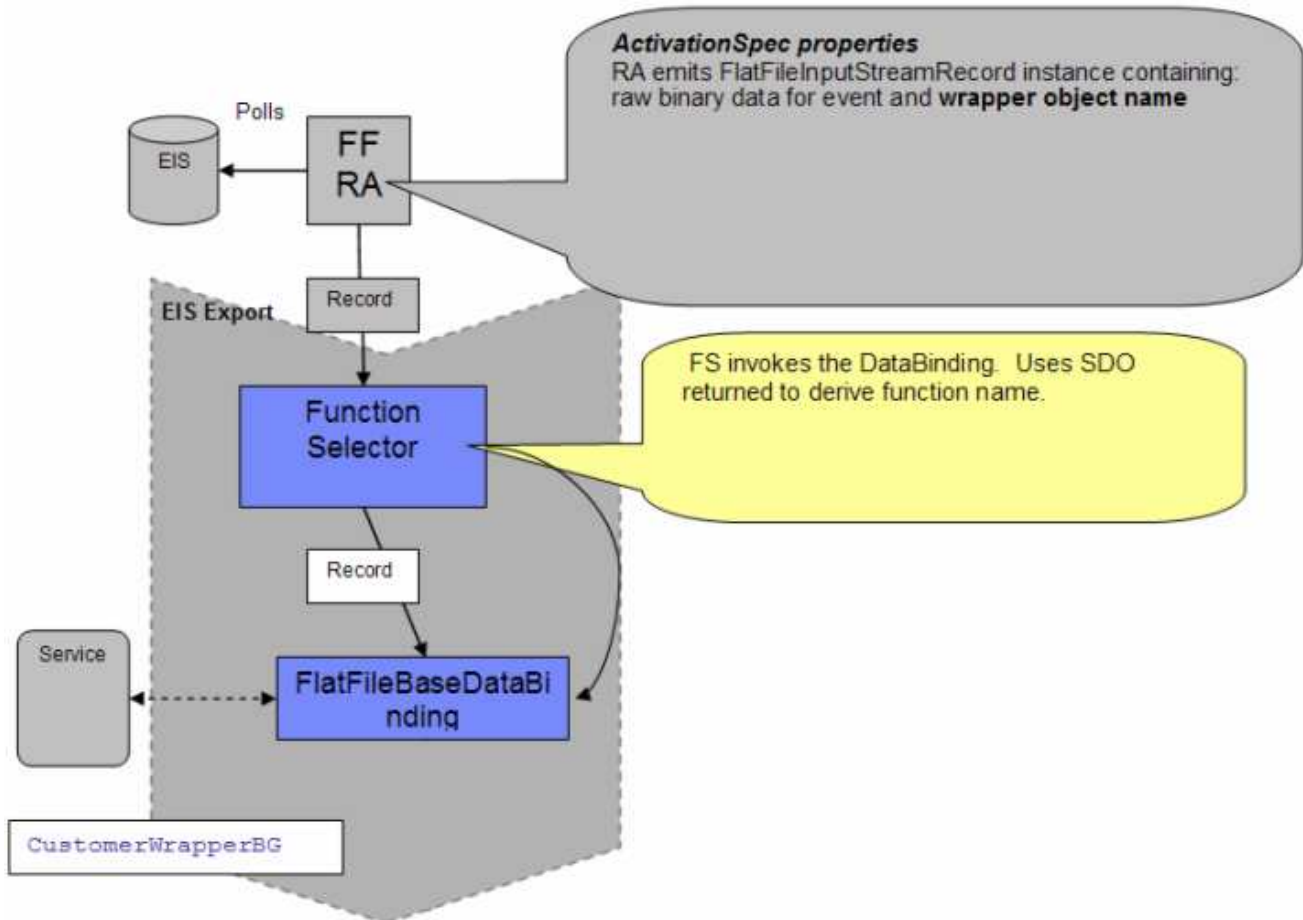 ActivationSpec properties
RA emits FlatFileInputStreamRecord instance containing:
raw binary data for event and wrapper object name
Polls
EIS
FF
RA
Record
EIS Export
FS invokes the DataBinding.  Uses SDO
returned to derive function name.
Function
Selector
Record
Service
FlatFileBaseDataBi
nding
CustomerWrapperBG